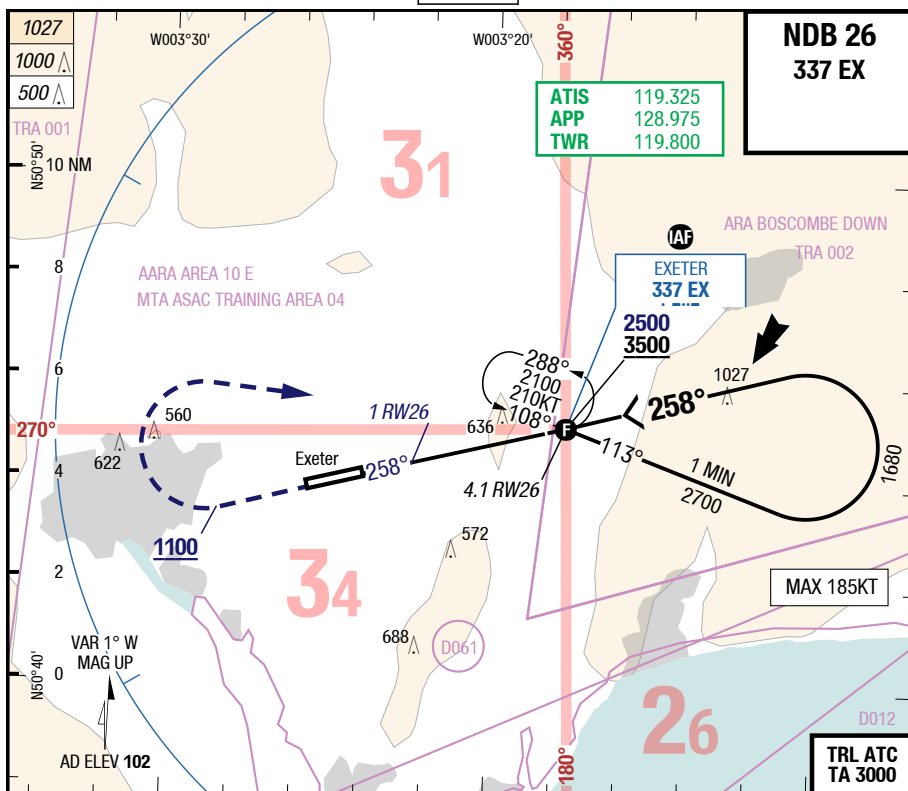 1027
1000
500
W003°30'
W003°20'
360°
NDB 26
337 EX
ATIS 119.325
APP 128.975
TWR 119.800
TRA 001
N50°50'
10 NM
31
IAF
ARA BOSCOMBE DOWN
TRA 002
EXETER
337 EX
8
AARA AREA 10 E
MTA ASAC TRAINING AREA 04
2500
3500
6
288°
2100
210KT
108°
1027
258°
560
1 RW26
636
270°
622
F
113°
1 MIN
2700
1680
Exeter
258°
4
4.1 RW26
1100
572
2
34
MAX 185KT
688
D061
VAR 1° W
MAG UP
N50°40'
0
26
D012
AD ELEV 102
180°
TRL ATC
TA 3000